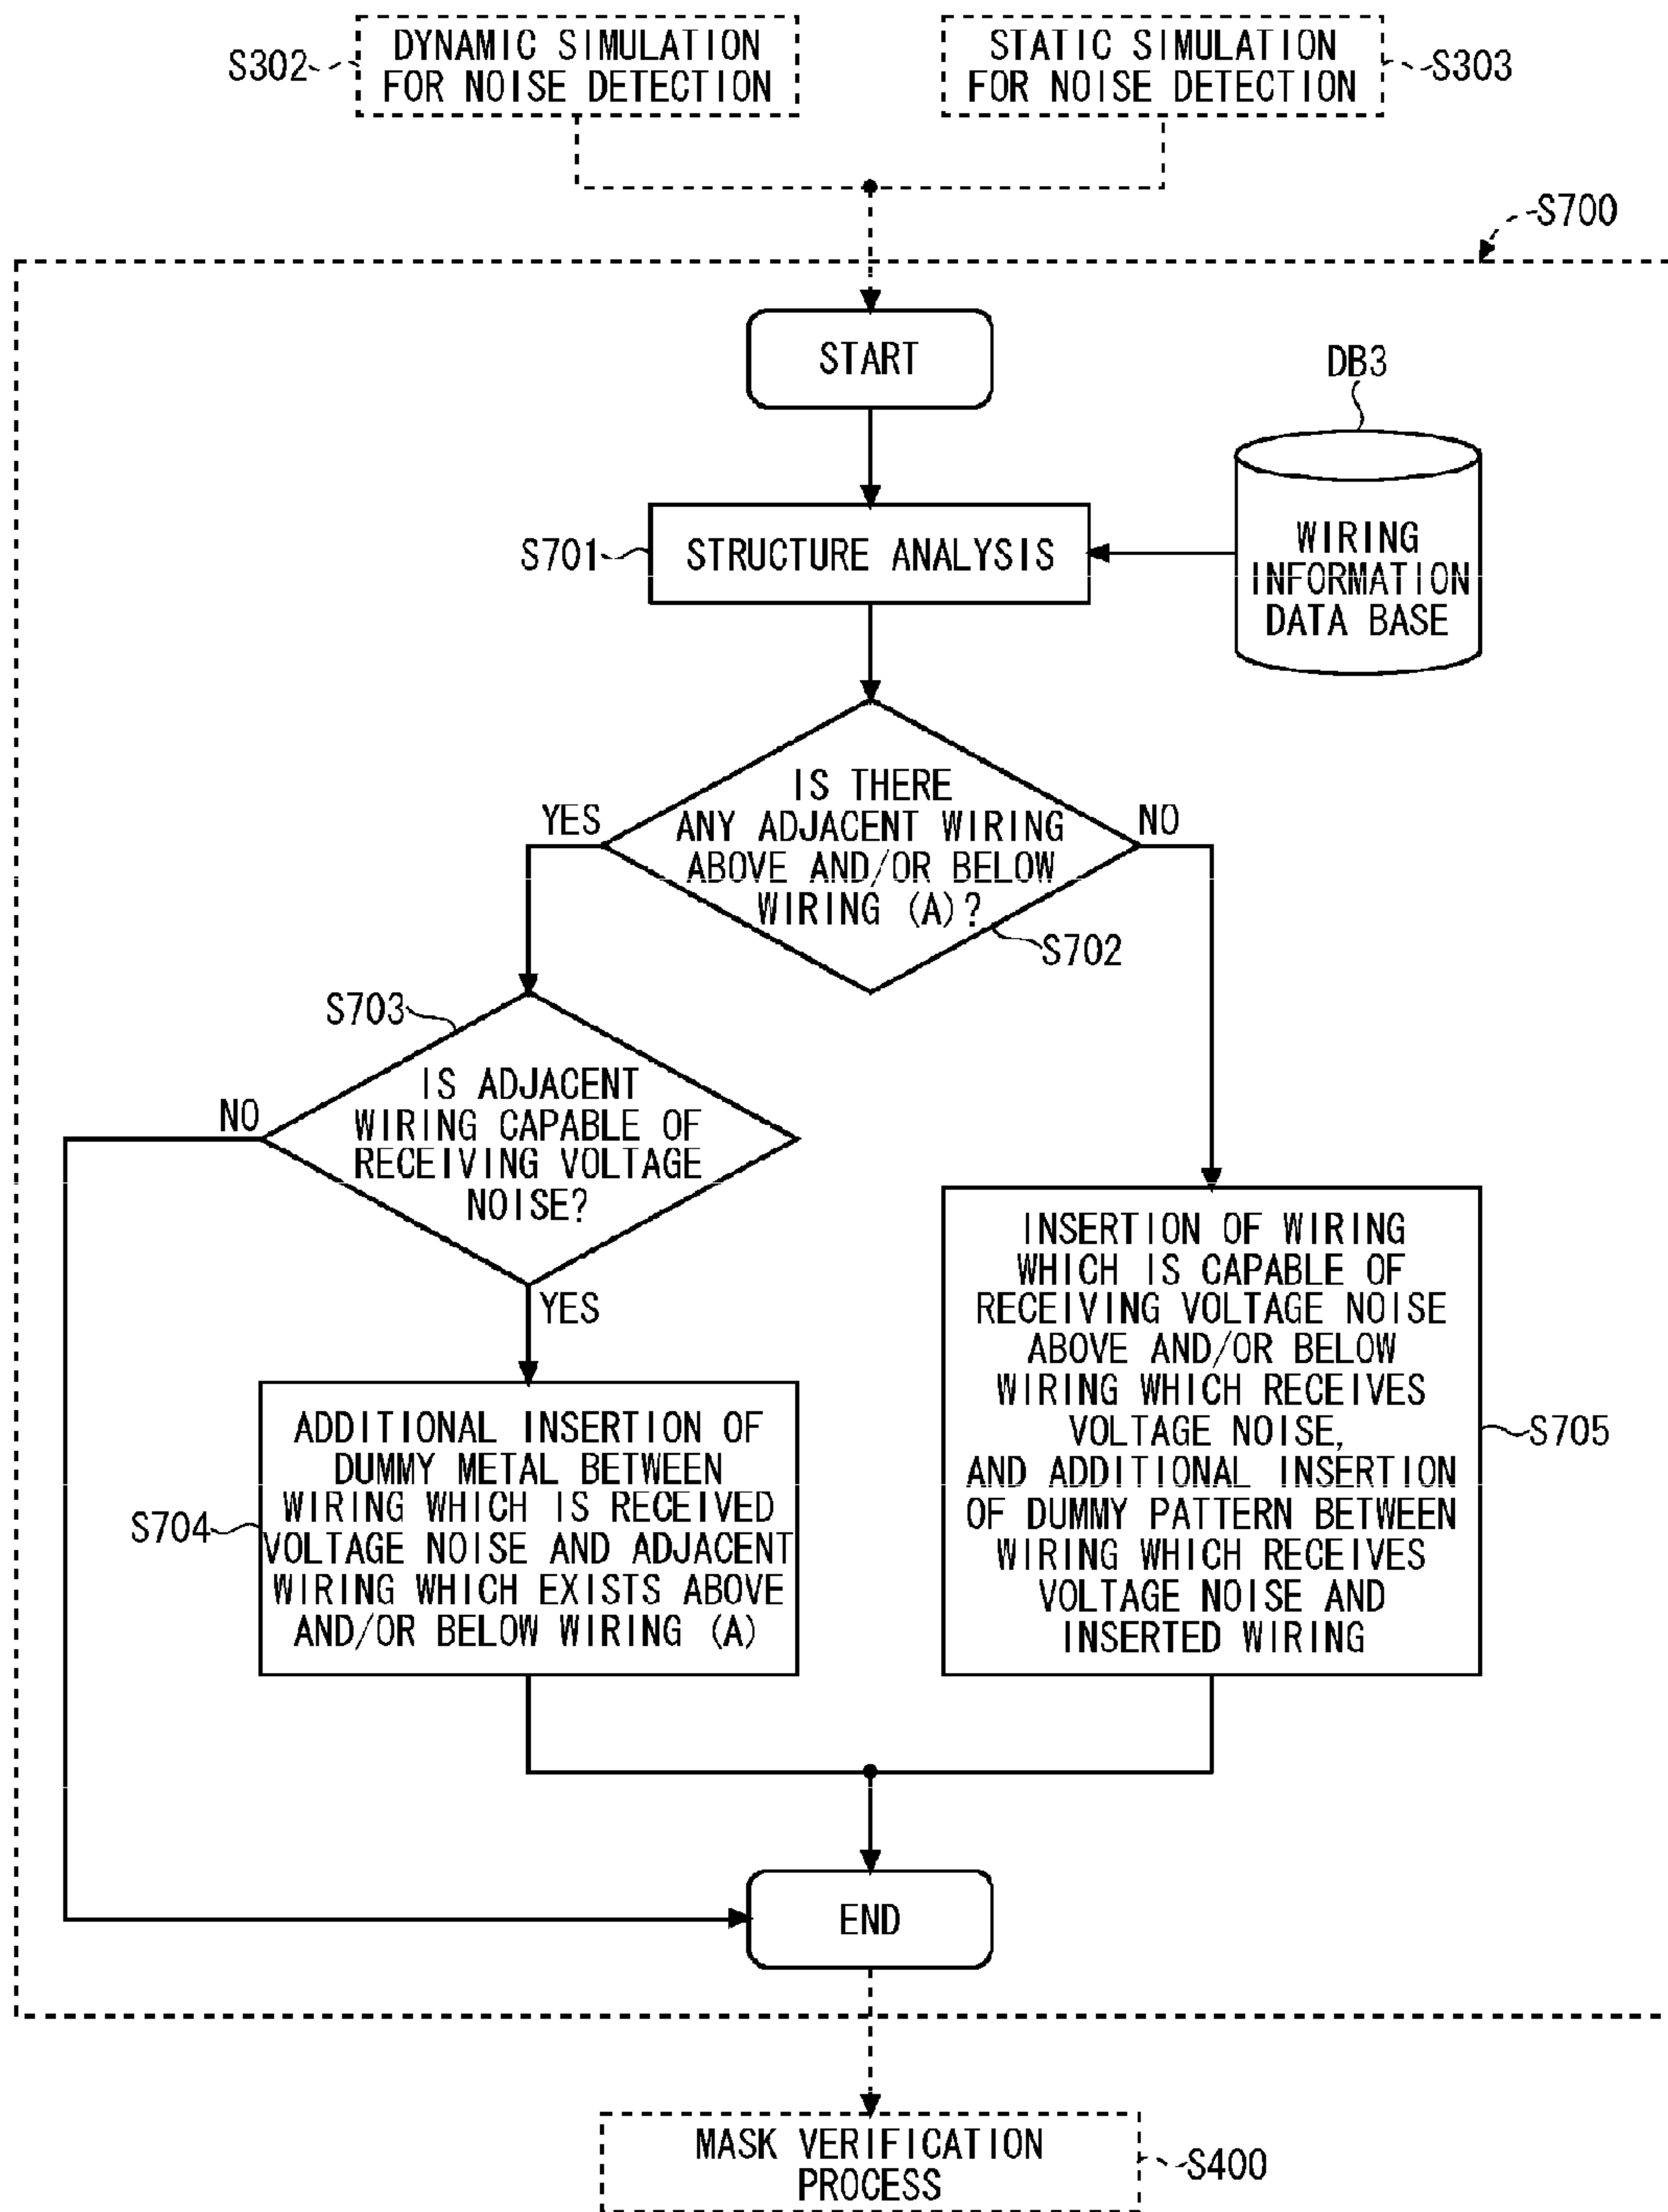 S302
DYNAMIC SIMULATION
FOR NOISE DETECTION
STATIC SIMULATION
FOR NOISE DETECTION
S303
S700
START
DB3
S701
STRUCTURE ANALYSIS
WIRING
INFORMATION
DATA BASE
IS THERE
ANY ADJACENT WIRING
ABOVE AND/OR BELOW
WIRING (A)?
YES
NO
S702
S703
IS ADJACENT
WIRING CAPABLE OF
RECEIVING VOLTAGE
NOISE?
NO
YES
S704
ADDITIONAL INSERTION OF
DUMMY METAL BETWEEN
WIRING WHICH IS RECEIVED
VOLTAGE NOISE AND ADJACENT
WIRING WHICH EXISTS ABOVE
AND/OR BELOW WIRING (A)
INSERTION OF WIRING
WHICH IS CAPABLE OF
RECEIVING VOLTAGE NOISE
ABOVE AND/OR BELOW
WIRING WHICH RECEIVES
VOLTAGE NOISE,
AND ADDITIONAL INSERTION
OF DUMMY PATTERN BETWEEN
WIRING WHICH RECEIVES
VOLTAGE NOISE AND
INSERTED WIRING
S705
END
MASK VERIFICATION
PROCESS
S400